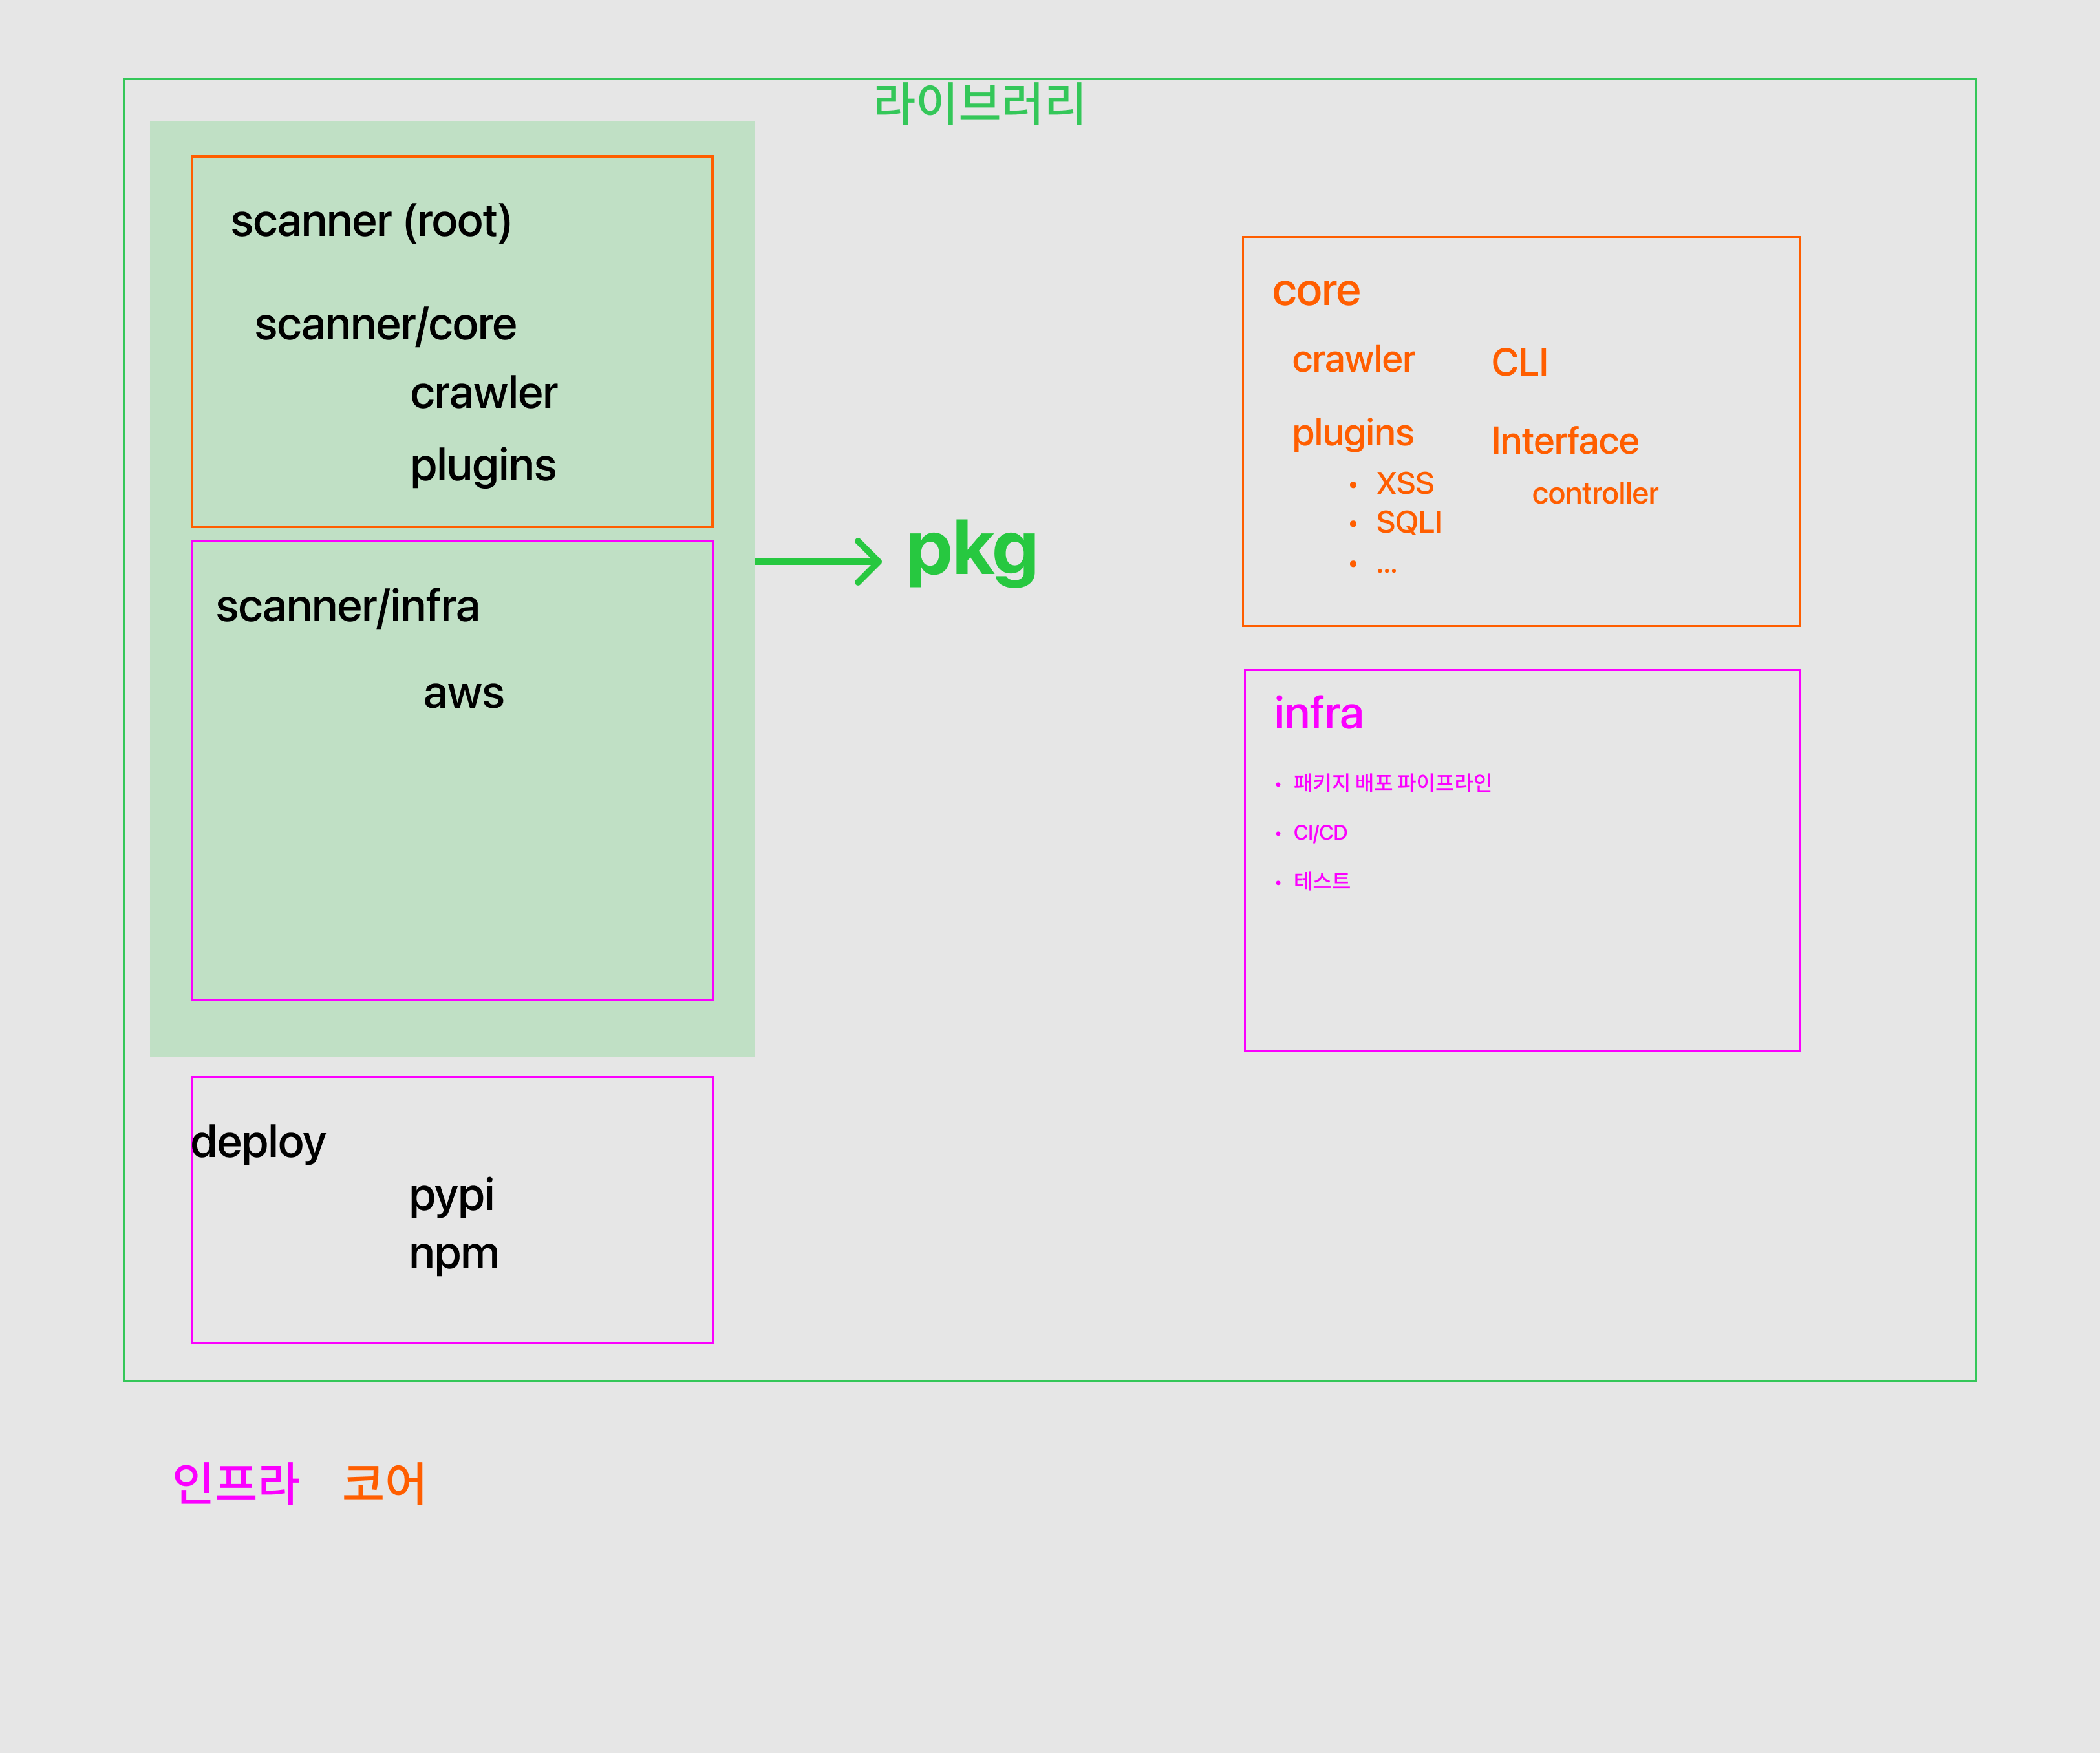 라이브러리
scanner (root)
scanner/core
crawler
plugins
scanner/infra
aws
deploy
pypi
npm
pkg
core
crawler
CLI
plugins
Interface
• XSS
controller
• SQLI
• ...
infra
• 패키지 배포 파이프라인
• CI/CD
• 테스트
인프라 코어